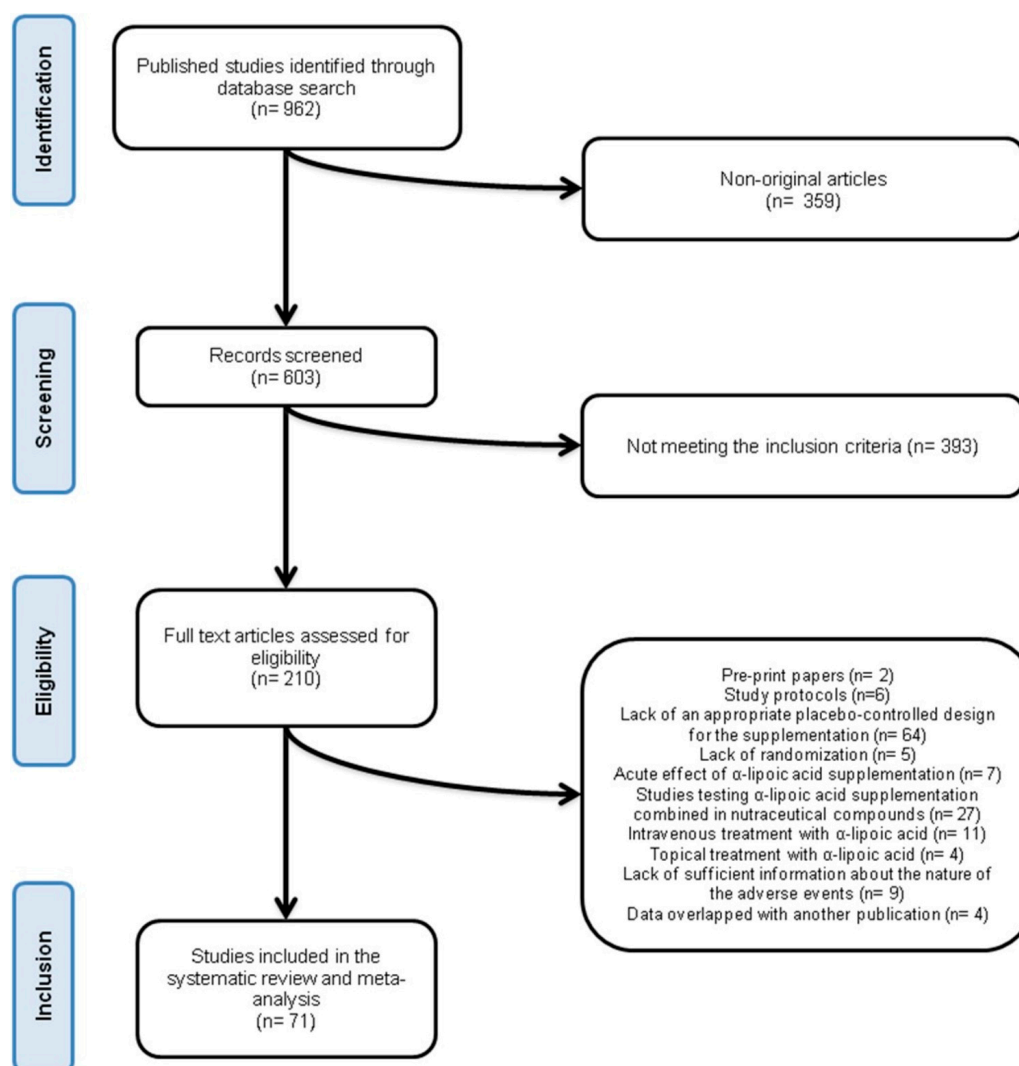 Identification
Published studies identified through
database search
(n= 962)
Non-original articles
(n=  359)
Screening
Records screened
(n= 603)
Not meeting the inclusion criteria (n= 393)
Eligibility
Full text articles assessed for
eligibility
(n= 210)
Pre-print papers (n= 2)
Study protocols (n=6)
Lack of an appropriate placebo-controlled design
for the supplementation (n= 64)
Lack of randomization (n= 5)
Acute effect of α-lipoic acid supplementation (n= 7)
Studies testing α-lipoic acid supplementation
combined in nutraceutical compounds (n= 27)
Intravenous treatment with α-lipoic acid (n= 11)
Topical treatment with α-lipoic acid (n= 4)
Lack of sufficient information about the nature of
the adverse events (n= 9)
Data overlapped with another publication (n= 4)
Inclusion
Studies included in the
systematic review and meta-
analysis
(n= 71)